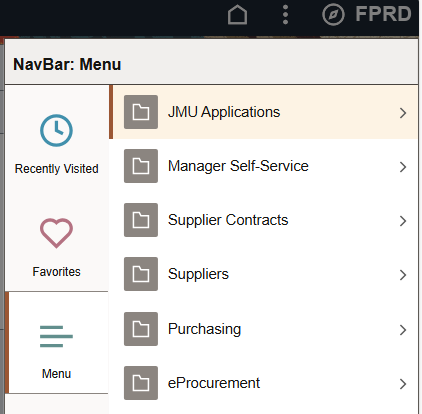 FPRD
NavBar: Menu
Recently Visited
Favorites
Menu
JMU Applications
Manager Self-Service
Supplier Contracts
Suppliers
Purchasing
eProcurement